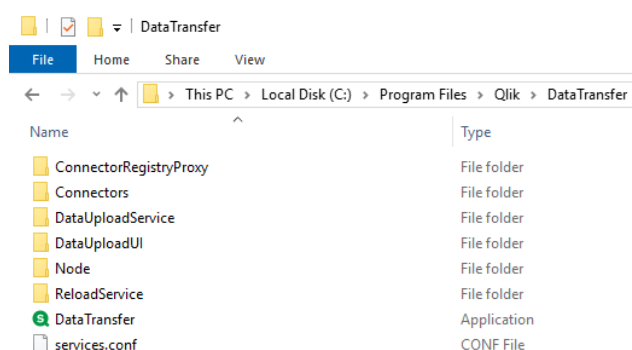 DataTransfer
File Home Share View
This PC > Local Disk (C:) > Program Files > Qlik > DataTransfer
Name Type
ConnectorRegistryProxy File folder
Connectors File folder
DataUploadService File folder
DataUploadUI File folder
Node File folder
ReloadService File folder
DataTransfer Application
services.conf CONF File